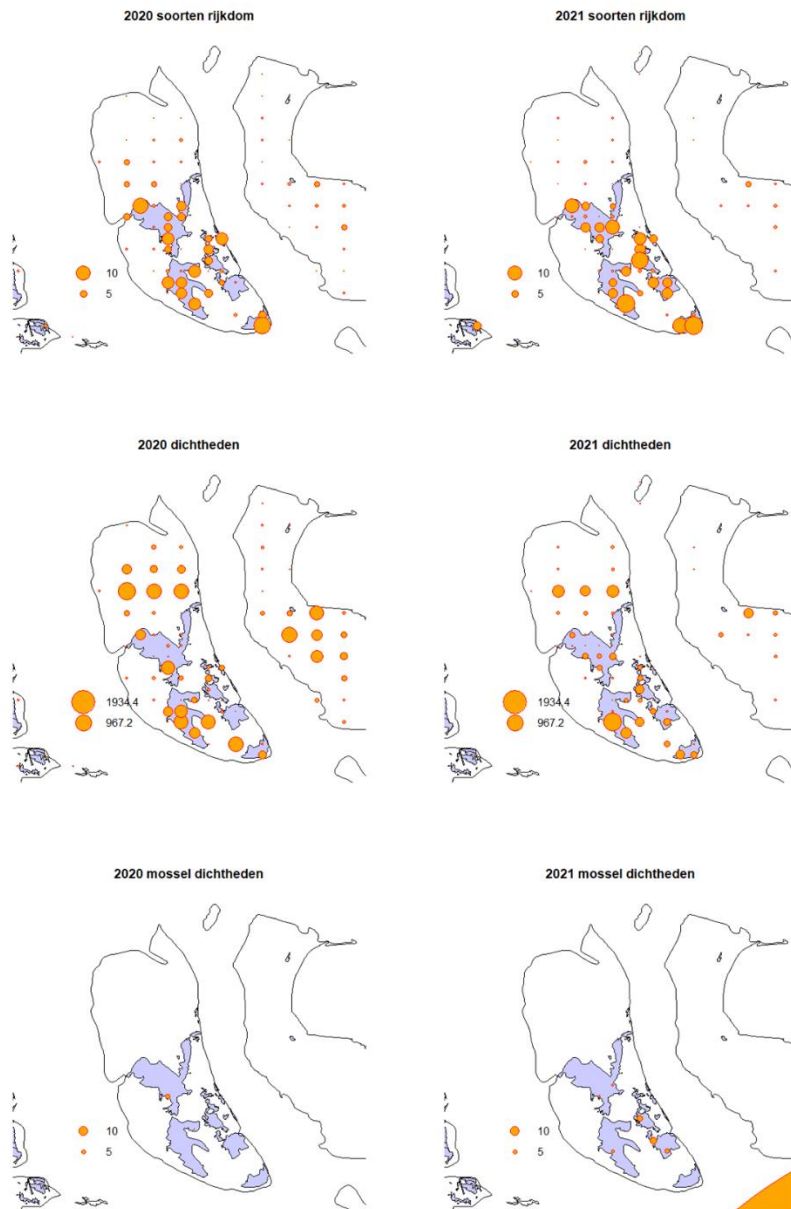 2020 soorten rijkdom
2021 soorten rijkdom
10
5
10
5
2020 dichtheden
2021 dichtheden
1934.4
967.2
1934.4
967.2
2020 mossel dichtheden
2021 mossel dichtheden
10
5
10
5